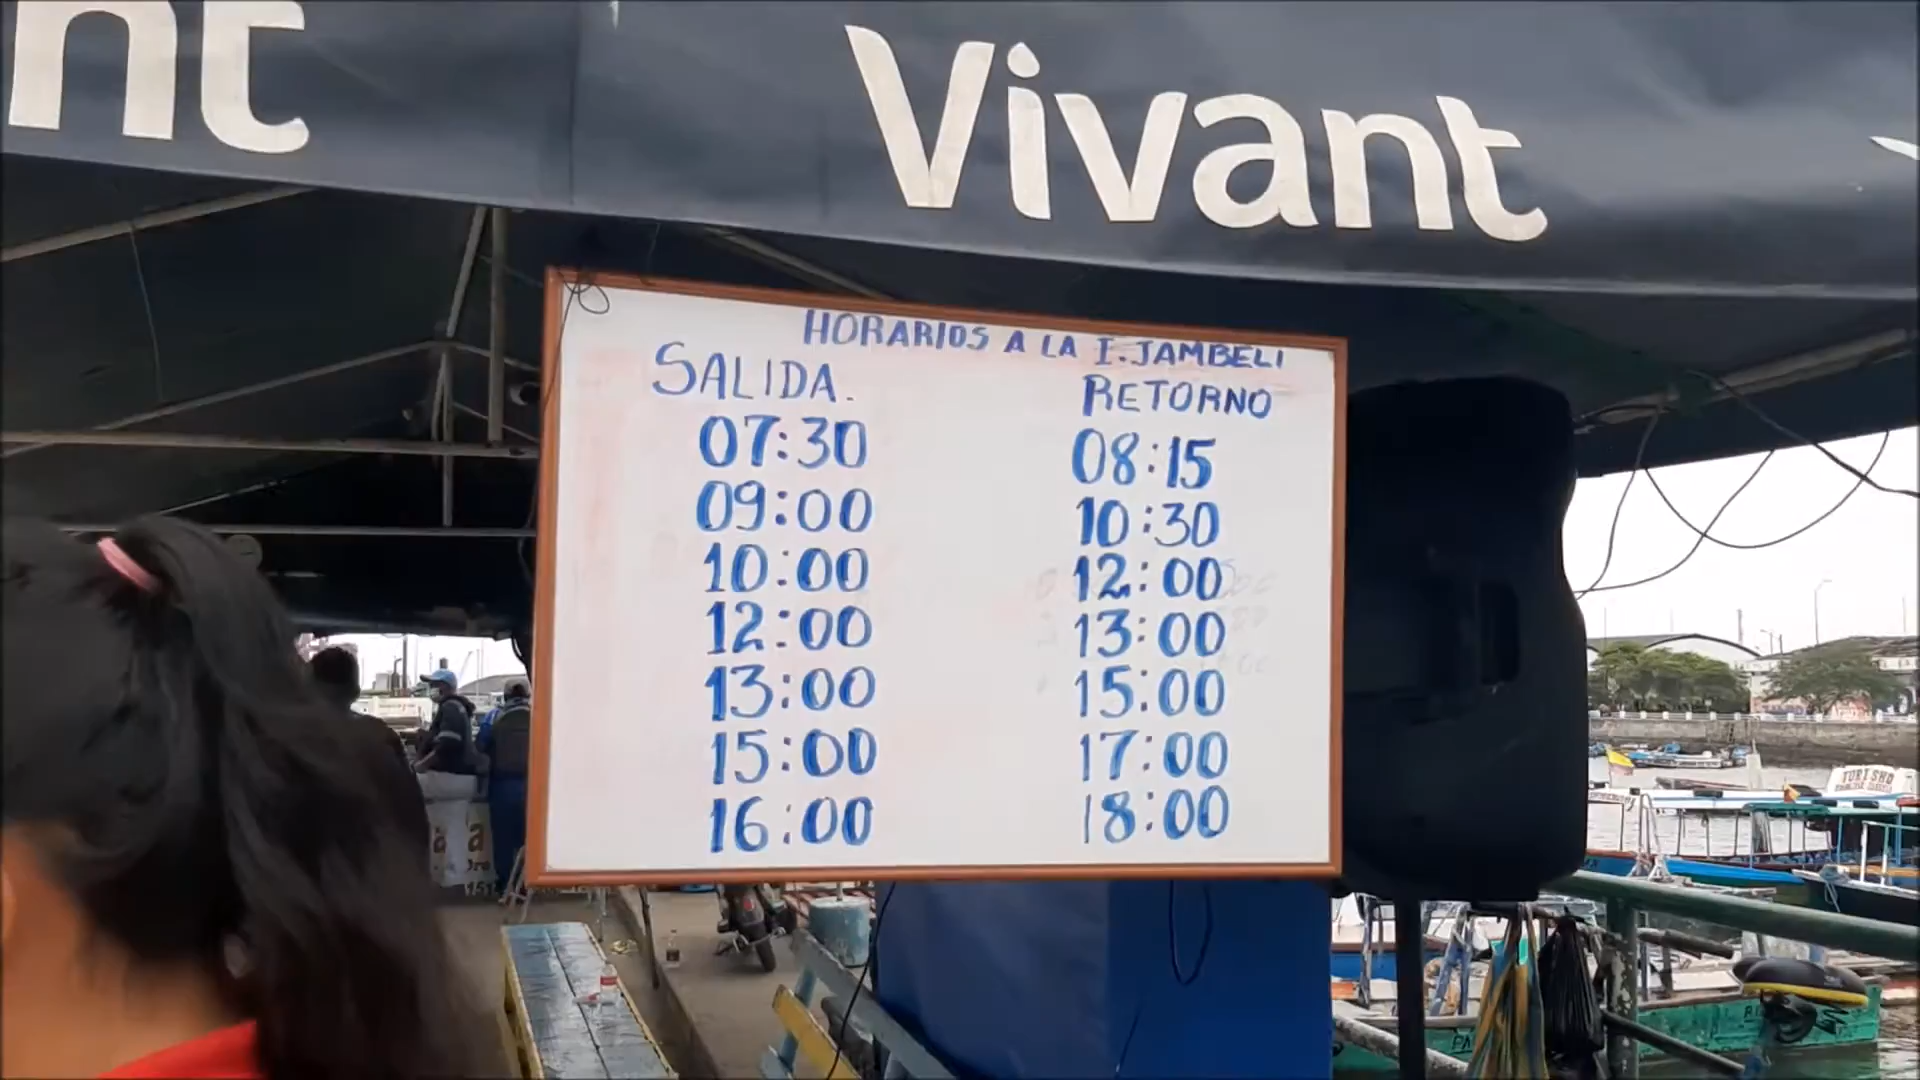 nt
Vivant
HORARIOS A LA I. JAMBELI
SALIDA. RETORNO
07:30 08:15
09:00 10:30
10:00 12:00
12:00 13:00
13:00 15:00
15:00 17:00
16:00 18:00
TURISMO